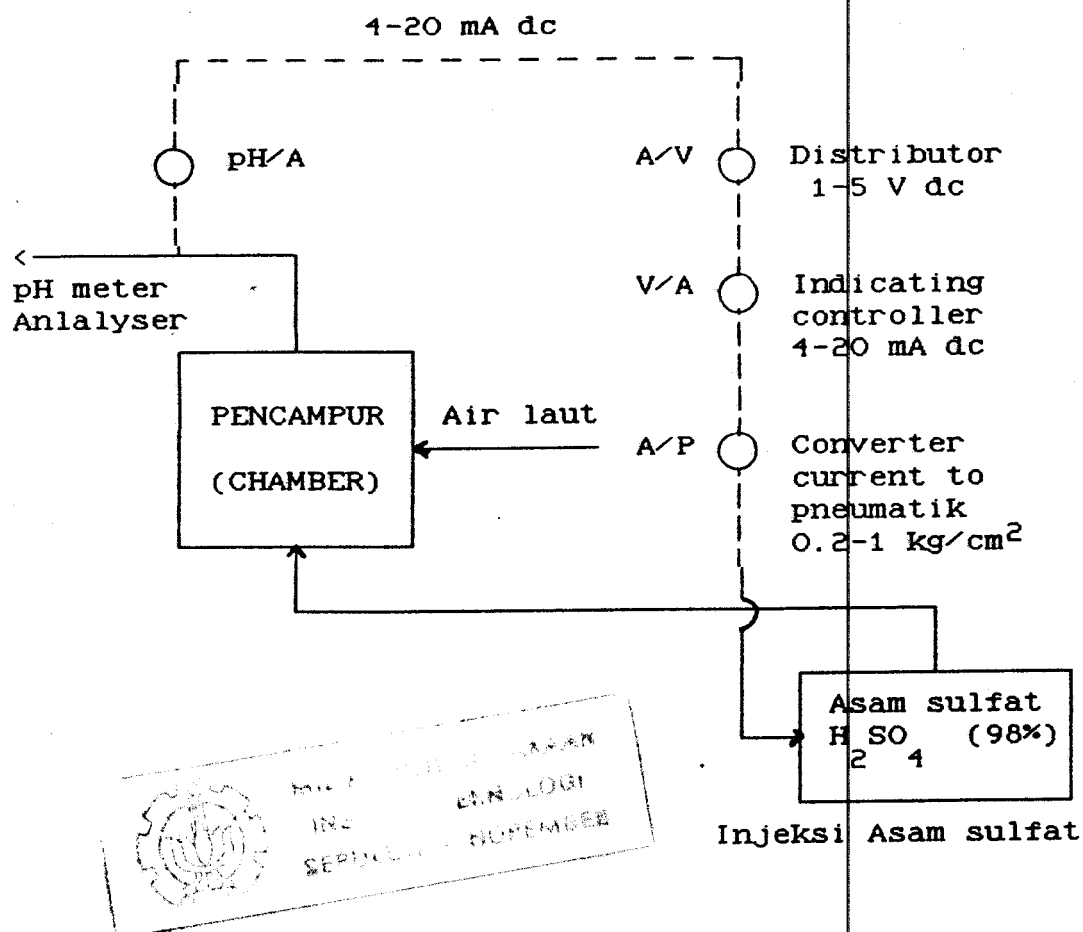 4-20 mA dc
pH/A
A/V
Distributor
1-5 V dc
pH meter
Anlalyser
V/A
Indicating
controller
4-20 mA dc
PENCAMPUR
(CHAMBER)
Air laut
A/P
Converter
current to
pneumatik
0.2-1 kg/cm²
Asam sulfat
H₂SO₄ (98%)
Injeksi Asam sulfat
NOPEMBER